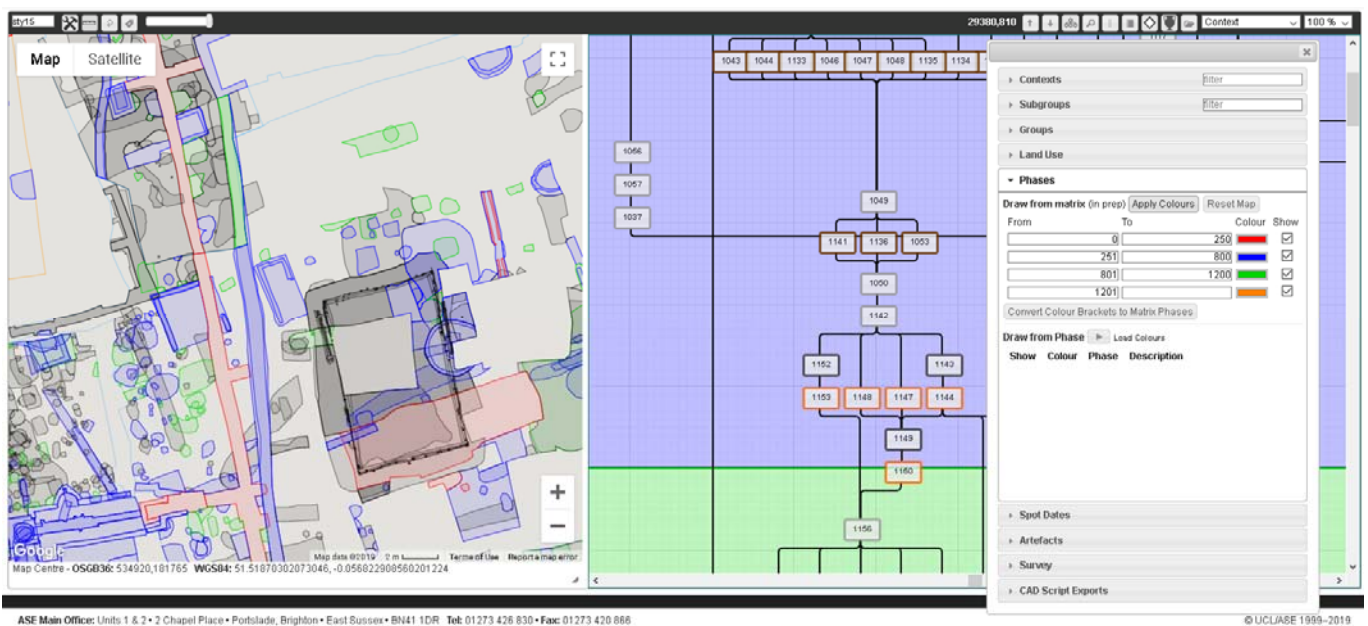 sty15
29380,810
Context
100 %
Map Satellite
1043 1044 1133 1046 1047 1048 1135 1134
1056
1057
1037
1049
1141 1136 1053
1050
1142
1152 1143
1153 1148 1147 1144
1149
1160
1156
Contexts filter
Subgroups filter
Groups
Land Use
Phases
Draw from matrix (in prep) Apply Colours Reset Map
From To Colour Show
0 250
251 800
801 1200
1201
Convert Colour Brackets to Matrix Phases
Draw from Phase Load Colours
Show Colour Phase Description
Spot Dates
Artefacts
Survey
CAD Script Exports
Google
Map data ©2019 2 m Terms of Use Report a map error
Map Centre - OSGB36: 534920,181765 WGS84: 51.51870302073046, -0.056822908560201224
ASE Main Office: Units 1 & 2 • 2 Chapel Place • Portslade, Brighton • East Sussex • BN41 1DR Tel: 01273 426 830 • Fax: 01273 420 866
© UCL/ASE 1999-2019